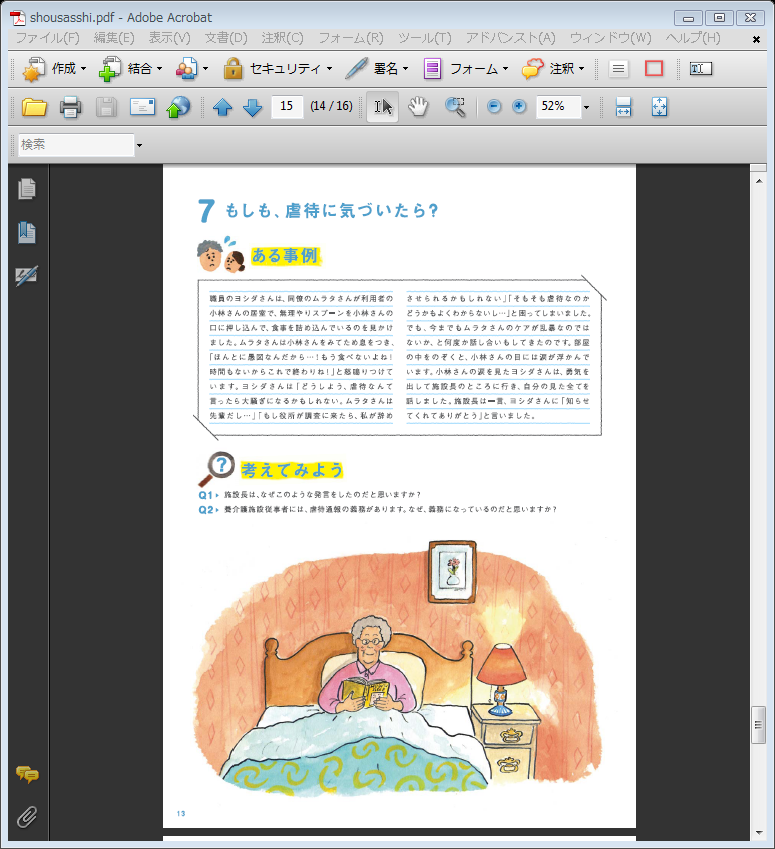 shousasshi.pdf - Adobe Acrobat
ファイル(F) 編集(E) 表示(V) 文書(D) 注釈(C) フォーム(R) ツール(T) アドバンスト(A) ウィンドウ(W) ヘルプ(H)
作成 結合 セキュリティ 署名 フォーム 注釈
15 (14 / 16) 52%
検索
7 もしも、虐待に気づいたら?
ある事例
職員のヨシダさんは、同僚のムラタさんが利用者の
小林さんの居室で、無理やりスプーンを小林さんの
口に押し込んで、食事を詰め込んでいるのを見かけ
ました。ムラタさんは小林さんをみてため息をつき、
「ほんとに愚図なんだから…!もう食べないよね!
時間もないからこれで終わりね!」と怒鳴りつけて
います。ヨシダさんは「どうしよう、虐待なんて
言ったら大騒ぎになるかもしれない。ムラタさんは
先輩だし…」「もし役所が調査に来たら、私が辞め
させられるかもしれない」「そもそも虐待なのか
どうかもよくわからないし…」と困ってしまいました。
でも、今までもムラタさんのケアが乱暴なのでは
ないか、と何度か話し合いもしてきたのです。部屋
の中をのぞくと、小林さんの目には涙が浮かんで
います。小林さんの涙を見たヨシダさんは、勇気を
出して施設長のところに行き、自分の見た全てを
話しました。施設長は一言、ヨシダさんに「知らせ
てくれてありがとう」と言いました。
?
考えてみよう
Q1 施設長は、なぜこのような発言をしたのだと思いますか?
Q2 養介護施設従事者には、虐待通報の義務があります。なぜ、義務になっているのだと思いますか?
13